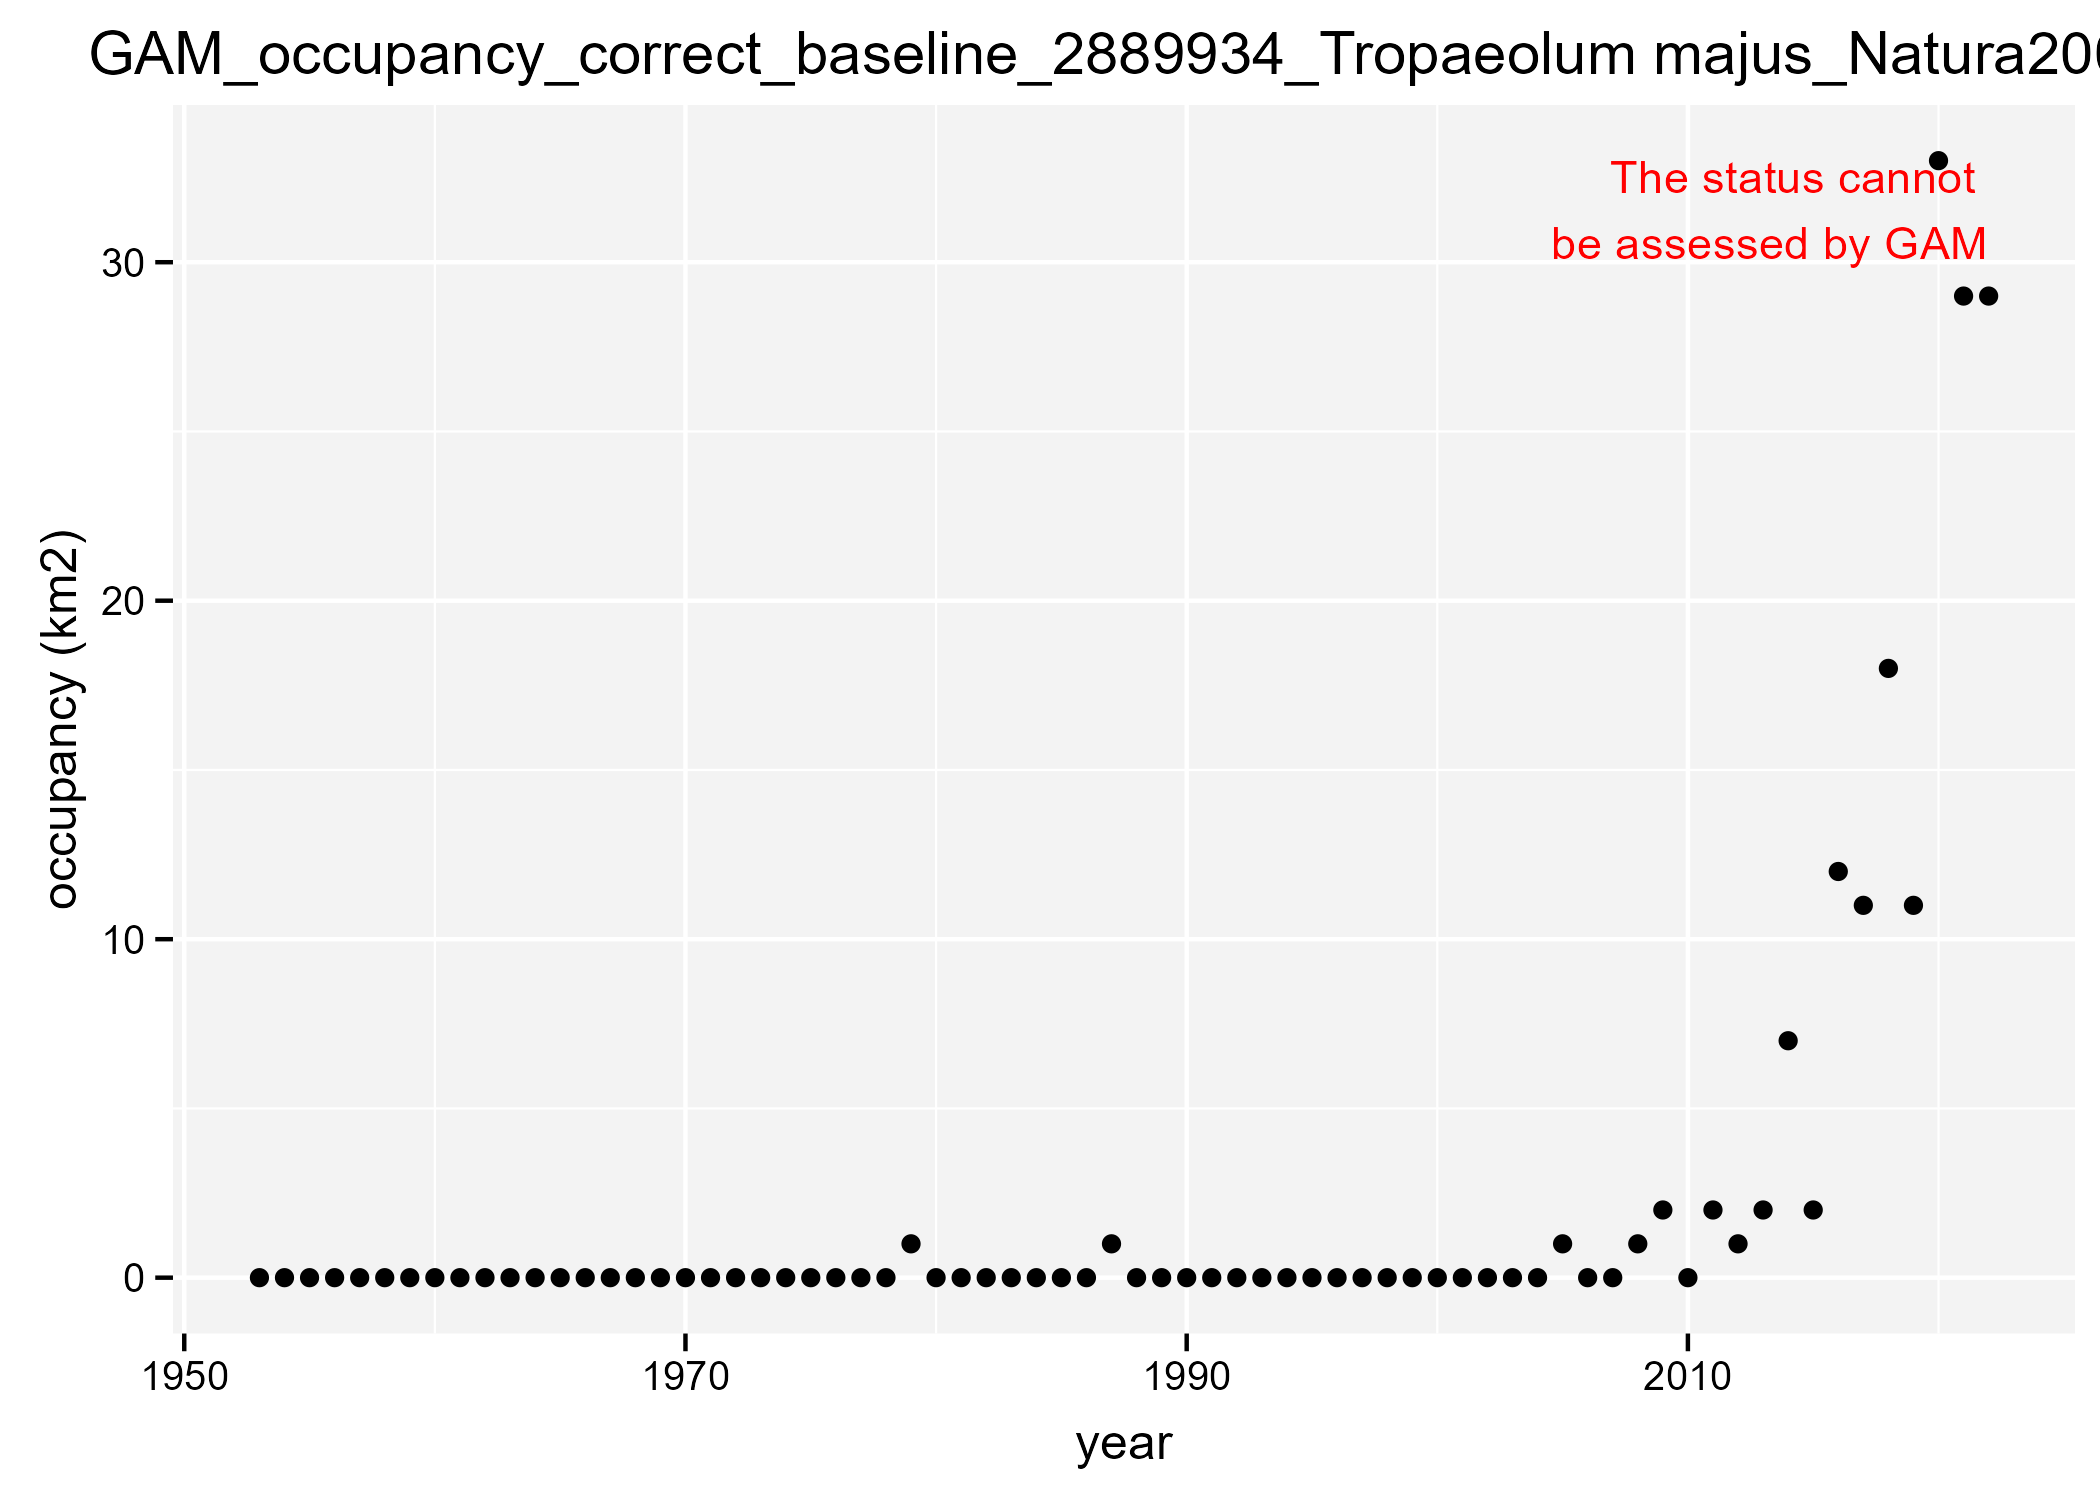 GAM_occupancy_correct_baseline_2889934_Tropaeolum majus_Natura200
The status cannot
be assessed by GAM
30
20
10
0
occupancy (km2)
1950
1970
1990
2010
year